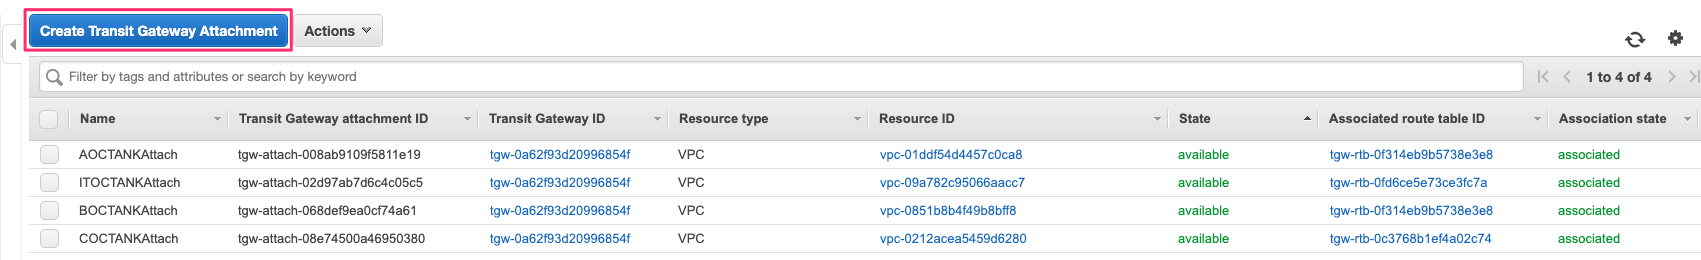 Create Transit Gateway Attachment Actions
Filter by tags and attributes or search by keyword 1 to 4 of 4
Name Transit Gateway attachment ID Transit Gateway ID Resource type Resource ID State Associated route table ID Association state
AOCTANKAttach tgw-attach-008ab9109f5811e19 tgw-0a62f93d20996854f VPC vpc-01ddf54d4457c0ca8 available tgw-rtb-0f314eb9b5738e3e8 associated
ITOCTANKAttach tgw-attach-02d97ab7d6c4c05c5 tgw-0a62f93d20996854f VPC vpc-09a782c95066aacc7 available tgw-rtb-0fd6ce5e73ce3fc7a associated
BOCTANKAttach tgw-attach-068def9ea0cf74a61 tgw-0a62f93d20996854f VPC vpc-0851b8b4f49b8bff8 available tgw-rtb-0f314eb9b5738e3e8 associated
COCTANKAttach tgw-attach-08e74500a46950380 tgw-0a62f93d20996854f VPC vpc-0212acea5459d6280 available tgw-rtb-0c3768b1ef4a02c74 associated